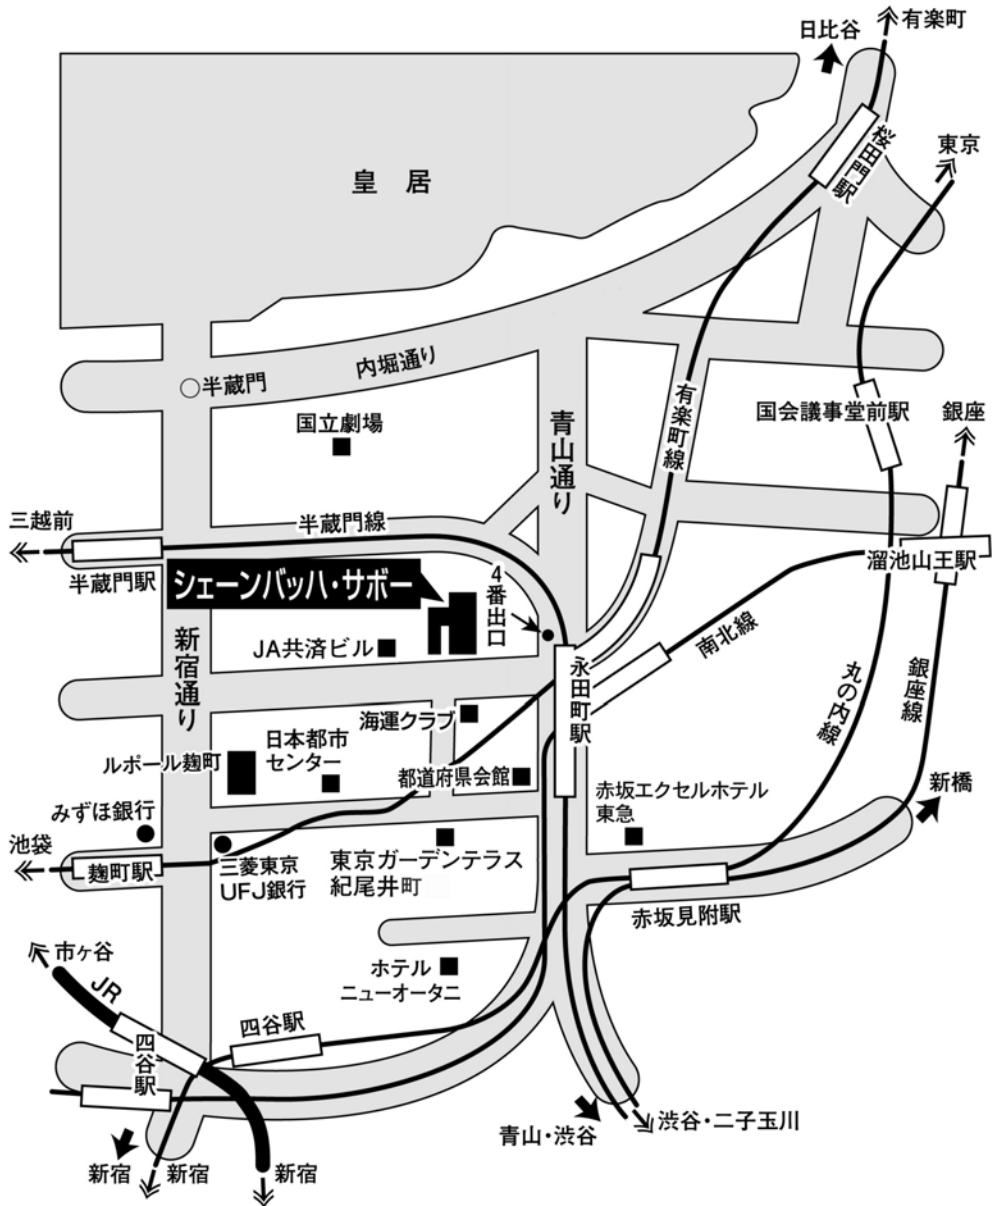 有楽町
日比谷
桜田門駅
東京
皇 居
内堀通り
半蔵門
国立劇場
青山通り
有楽町線
国会議事堂前駅
銀座
三越前
半蔵門線
半蔵門駅
シェーンバッハ・サボー
4番出口
溜池山王駅
新宿通り
JA共済ビル
永田町駅
南北線
丸の内線
銀座線
海運クラブ
日本都市
センター
ルポール麹町
都道府県会館
赤坂エクセルホテル
東急
新橋
みずほ銀行
池袋
麹町駅
三菱東京
UFJ銀行
東京ガーデンテラス
紀尾井町
赤坂見附駅
市ヶ谷
JR
ホテル
ニューオータニ
四谷駅
四谷駅
青山・渋谷
渋谷・二子玉川
新宿
新宿
新宿